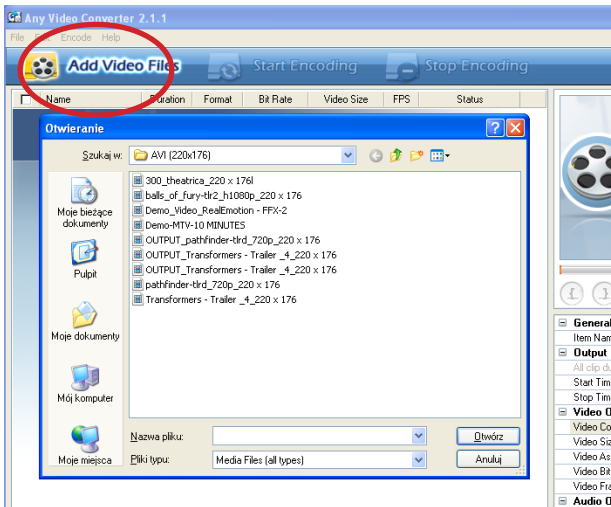 Any Video Converter 2.1.1
File Encode Help
Add Video Files Start Encoding Stop Encoding
Name Duration Format Bit Rate Video Size FPS Status
Otwieranie
Szukaj w: AVI (220x176)
300_theatrica_220 x 176l
balls_of_fury-tlr2_h1080p_220 x 176
Demo_Video_RealEmotion - FFX-2
Demo-MTV-10 MINUTES
OUTPUT_pathfinder-tlrd_720p_220 x 176
OUTPUT_Transformers - Trailer _4_220 x 176
OUTPUT_Transformers - Trailer _4_220 x 176
pathfinder-tlrd_720p_220 x 176
Transformers - Trailer _4_220 x 176
Moje bieżące
dokumenty
Pulpit
Moje dokumenty
Mój komputer
Moje miejsca
Nazwa pliku:
Otwórz
Pliki typu: Media Files (all types)
Anuluj
General
Item Nam
Output
All clip du
Start Tim
Stop Tim
Video O
Video Co
Video Siz
Video As
Video Bit
Video Fra
Audio O